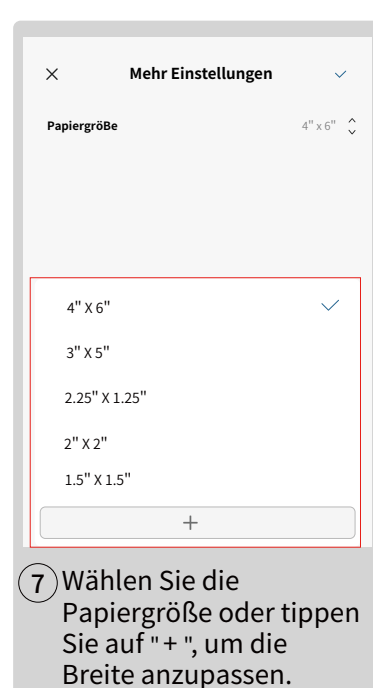 Mehr Einstellungen
PapiergröBe 4" x 6"
4" X 6"
3" X 5"
2.25" X 1.25"
2" X 2"
1.5" X 1.5"
+
7 Wählen Sie die
Papiergröße oder tippen
Sie auf "+ ", um die
Breite anzupassen.